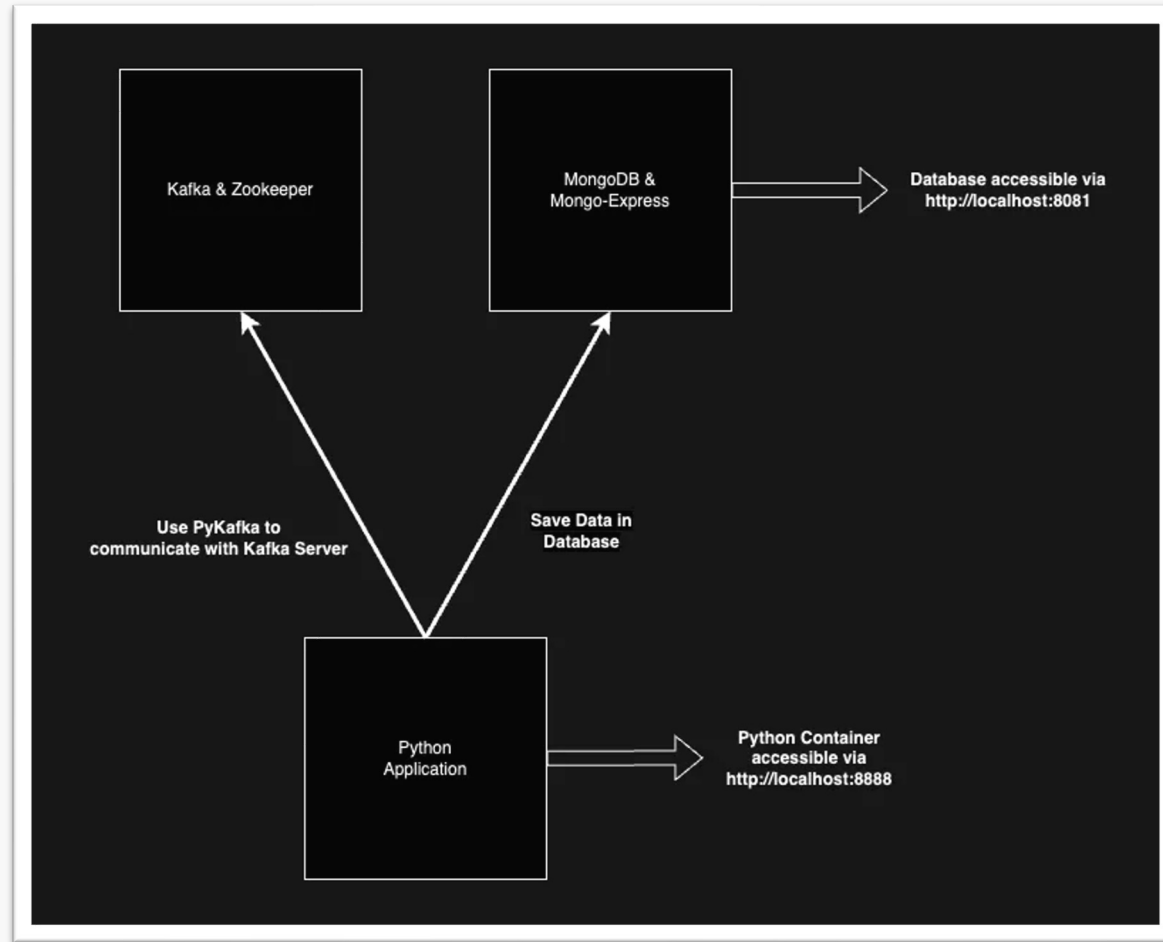 Kafka & Zookeeper
MongoDB &
Mongo-Express
Database accessible via
http://localhost:8081
Use PyKafka to
communicate with Kafka Server
Save Data in
Database
Python
Application
Python Container
accessible via
http://localhost:8888